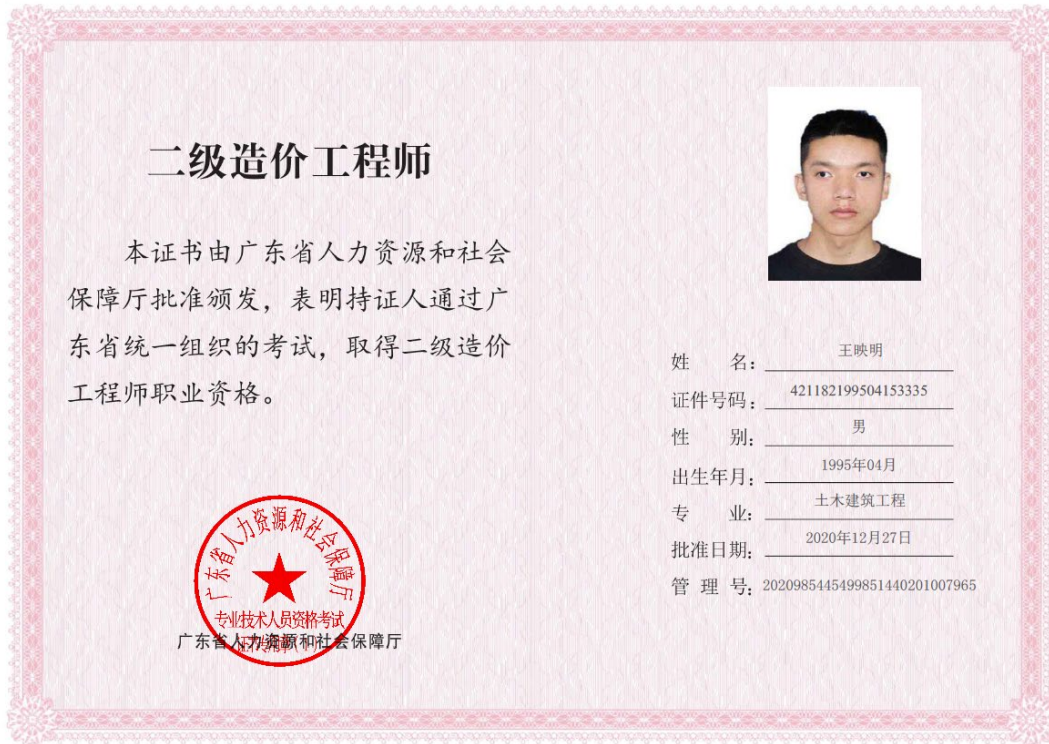 二级造价工程师
本证书由广东省人力资源和社会
保障厅批准颁发，表明持证人通过广
东省统一组织的考试，取得二级造价
工程师职业资格。
广东省人力资源和社会保障厅
专业技术人员资格考试
广东省人力资源和社会保障厅
姓 名：王映明
证件号码：421182199504153335
性 别：男
出生年月：1995年04月
专 业：土木建筑工程
批准日期：2020年12月27日
管 理 号：2020985445499851440201007965